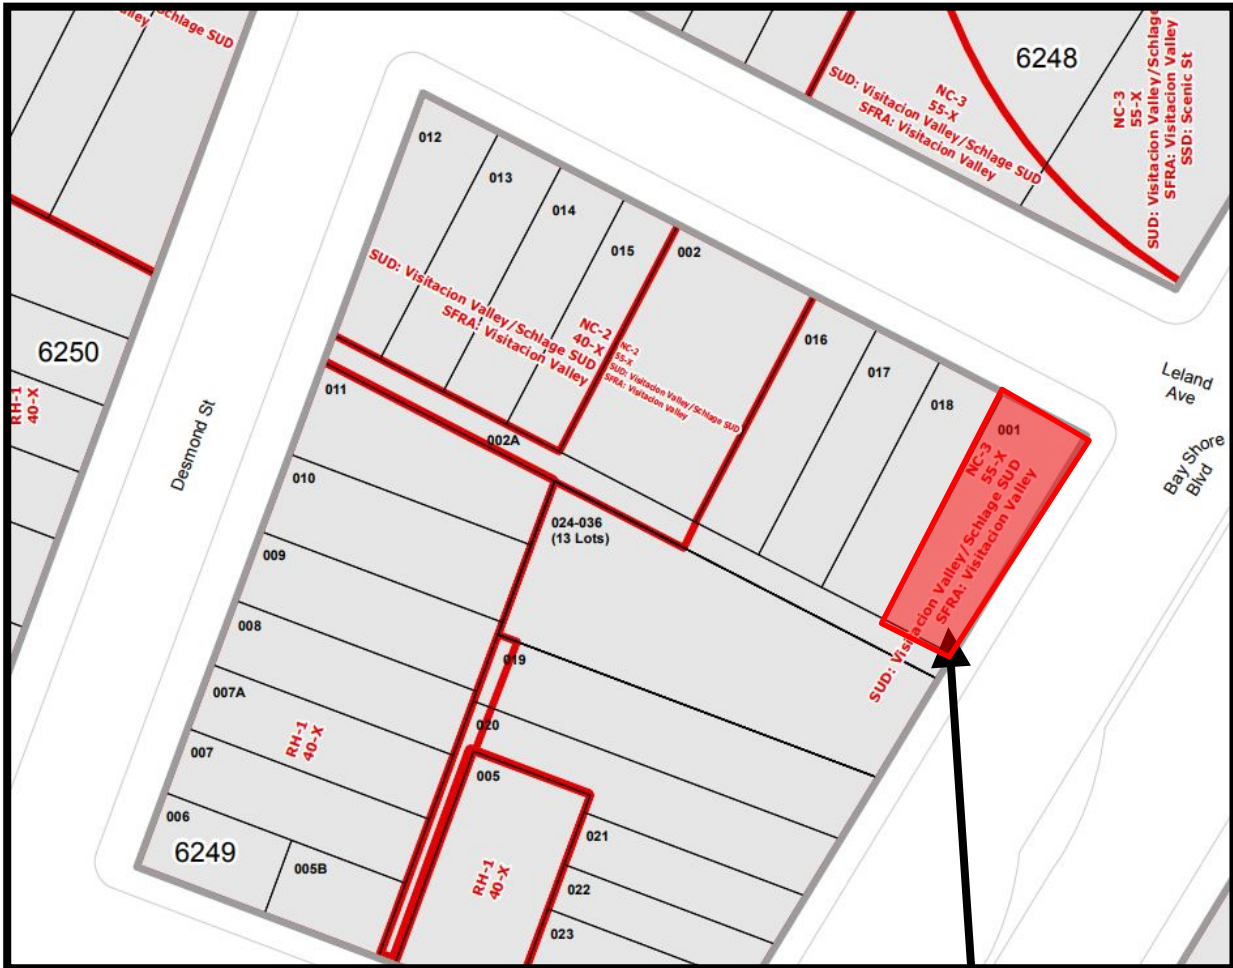 Schlage SUD
lley
6248
NC-3
55-X
SUD: Visitacion Valley/Schlage SUD
SFRA: Visitacion Valley
NC-3
55-X
SUD: Visitacion Valley/Schlage
SFRA: Visitacion Valley
SSD: Scenic St
012
013
014
015
002
016
017
018
001
SUD: Visitacion Valley/Schlage SUD
SFRA: Visitacion Valley
NC-2
40-X
NC-2
55-X
SUD: Visitacion Valley/Schlage SUD
SFRA: Visitacion Valley
NC-3
55-X
SUD: Visitacion Valley/Schlage SUD
SFRA: Visitacion Valley
Leland
Ave
Bay Shore
Blvd
6250
RH-1
40-X
Desmond St
011
002A
010
024-036
(13 Lots)
009
008
019
007A
020
RH-1
40-X
007
005
006
021
6249
005B
RH-1
40-X
022
023